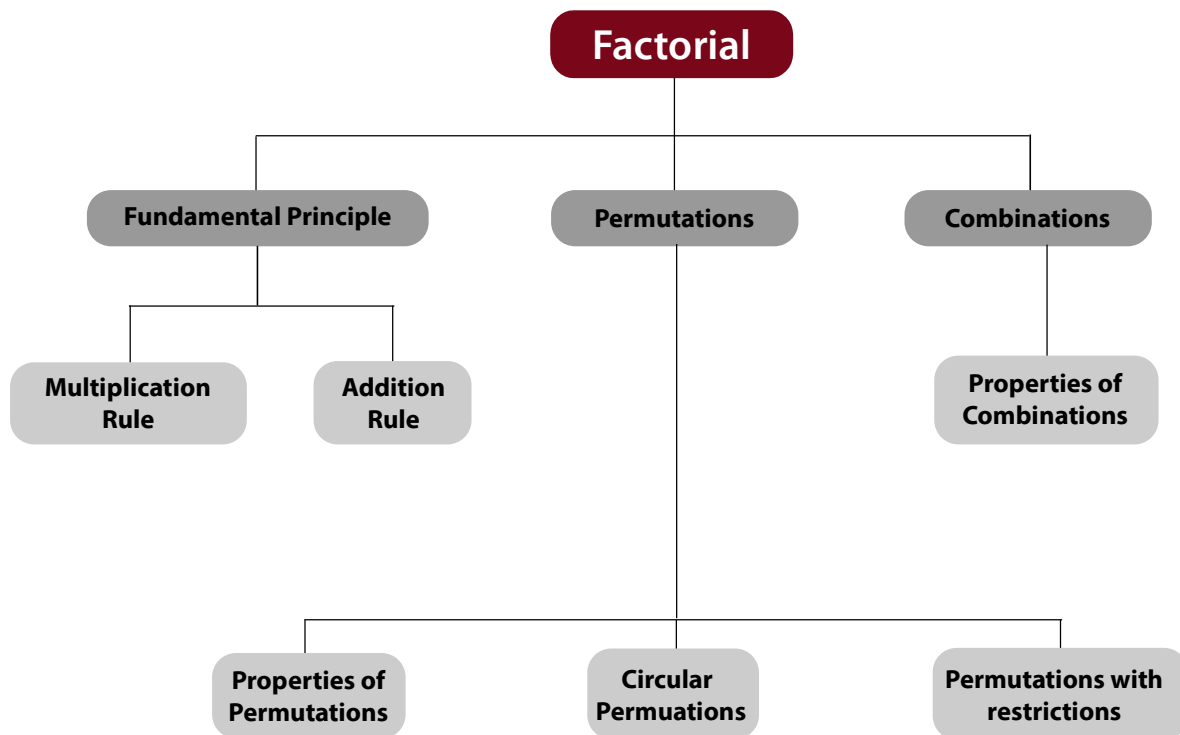 Factorial
Fundamental Principle
Permutations
Combinations
Multiplication
Rule
Addition
Rule
Properties of
Combinations
Properties of
Permutations
Circular
Permuations
Permutations with
restrictions